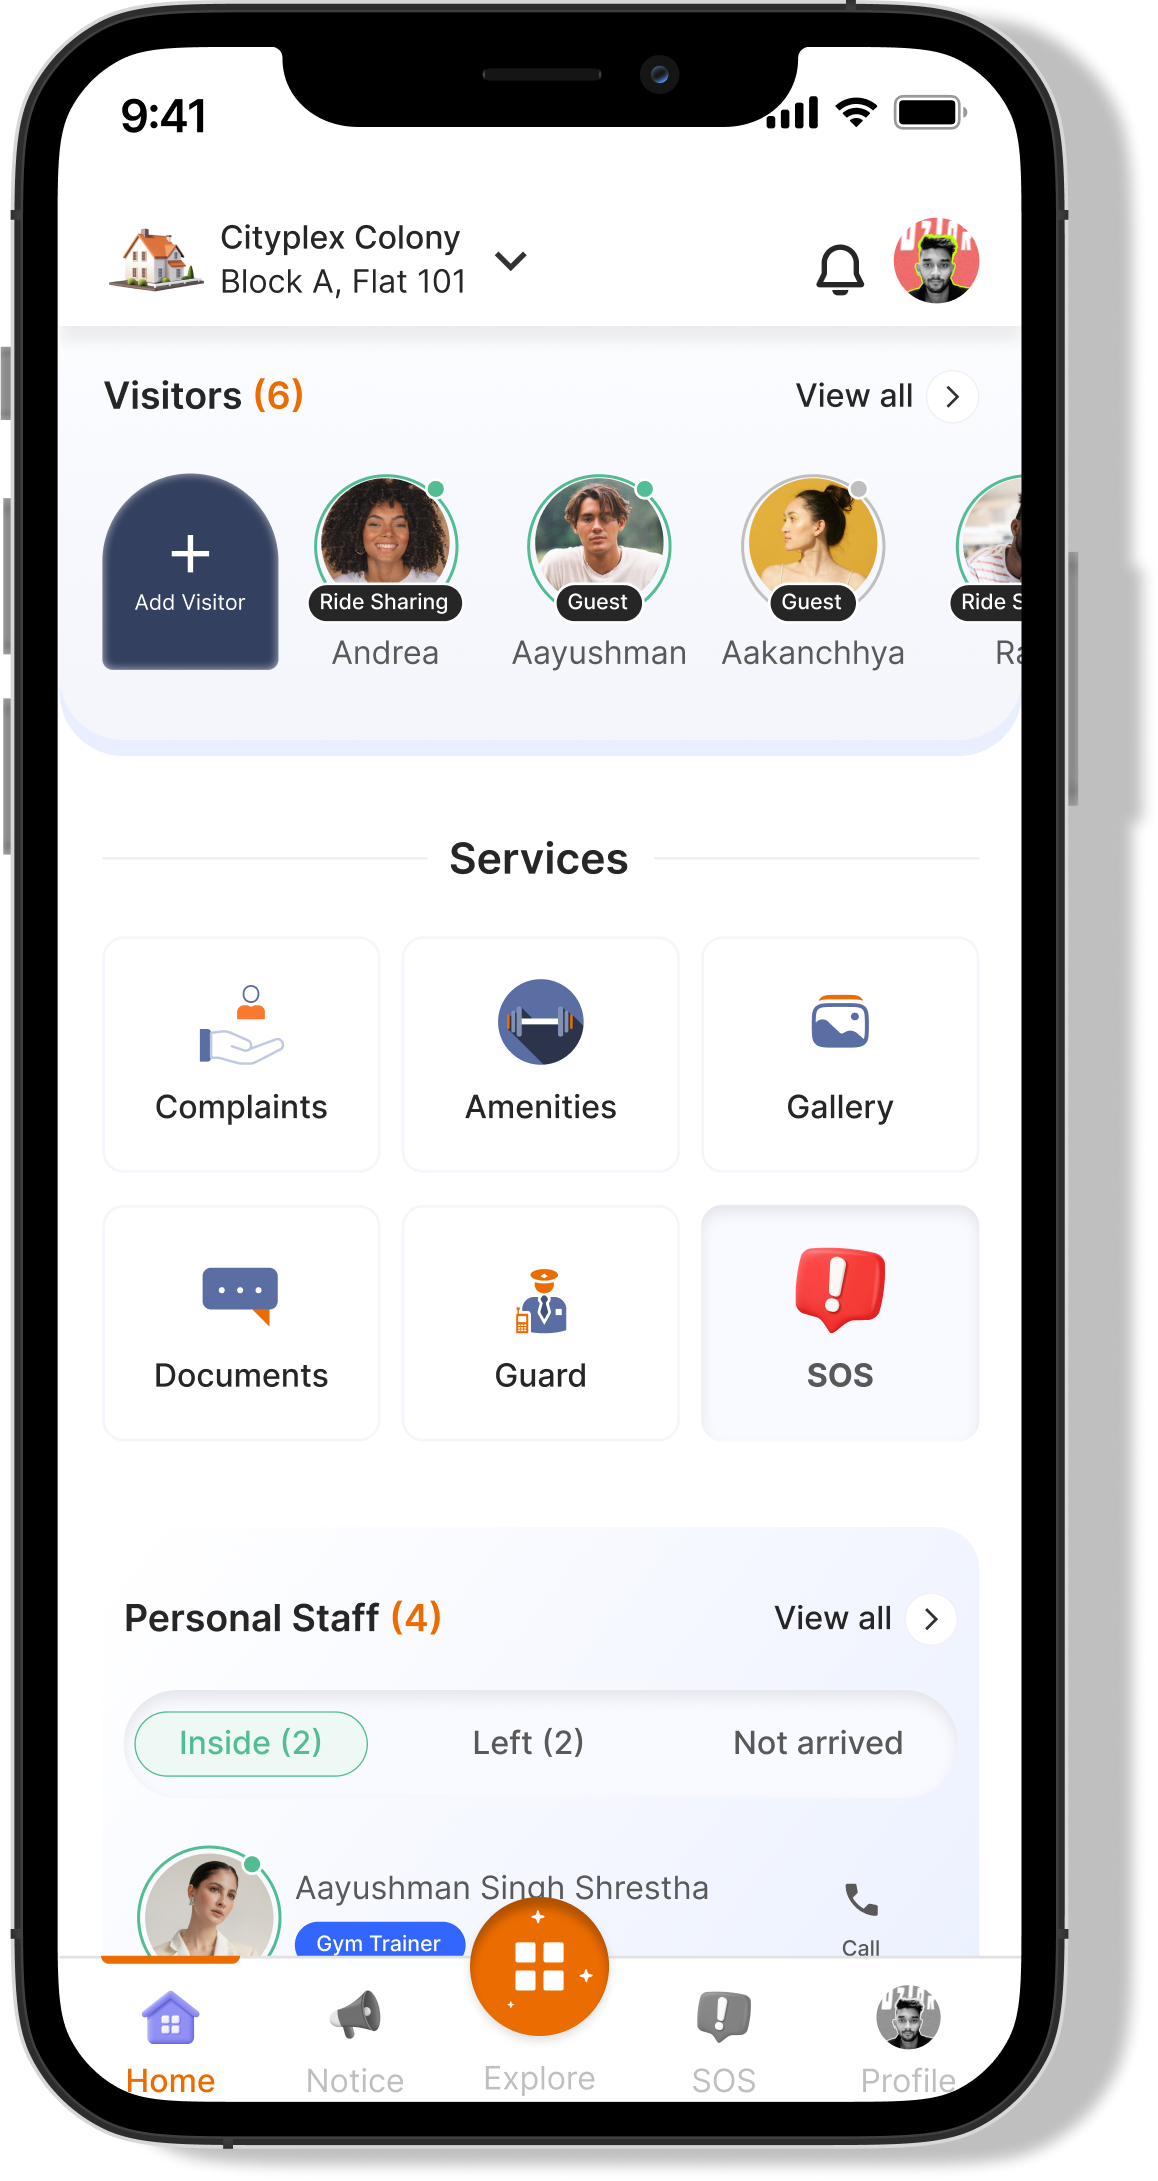 9:41
Cityplex Colony
Block A, Flat 101
Visitors (6)
View all
Add Visitor
Ride Sharing
Guest
Guest
Ride S
Andrea
Aayushman
Aakanchhya
Ra
Services
Complaints
Amenities
Gallery
Documents
Guard
SOS
Personal Staff (4)
View all
Inside (2)
Left (2)
Not arrived
Aayushman Singh Shrestha
Gym Trainer
Call
Home
Notice
Explore
SOS
Profile